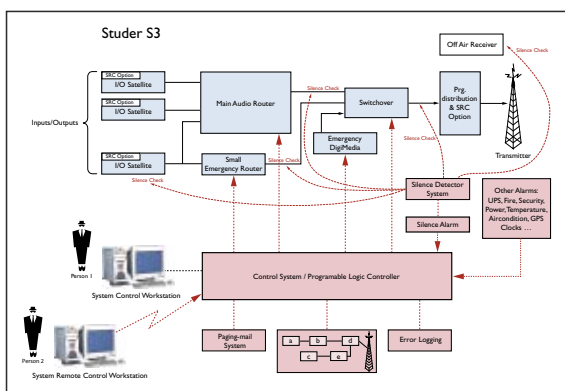 Studer S3
Off Air Receiver
Silence Check
SRC Option
I/O Satellite
SRC Option
I/O Satellite
Inputs/Outputs
SRC Option
I/O Satellite
Main Audio Router
Small
Emergency Router
Silence Check
Silence Check
Silence Check
Switchover
Emergency
DigiMedia
Silence Check
Prg.
distribution
& SRC
Option
Transmitter
Silence Detector
System
Silence Alarm
Other Alarms:
UPS, Fire, Security,
Power, Temperature,
Aircondition, GPS
Clocks ...
Person 1
System Control Workstation
Control System / Programable Logic Controller
Person 2
System Remote Control Workstation
Paging-mail
System
a
b
d
c
e
Error Logging